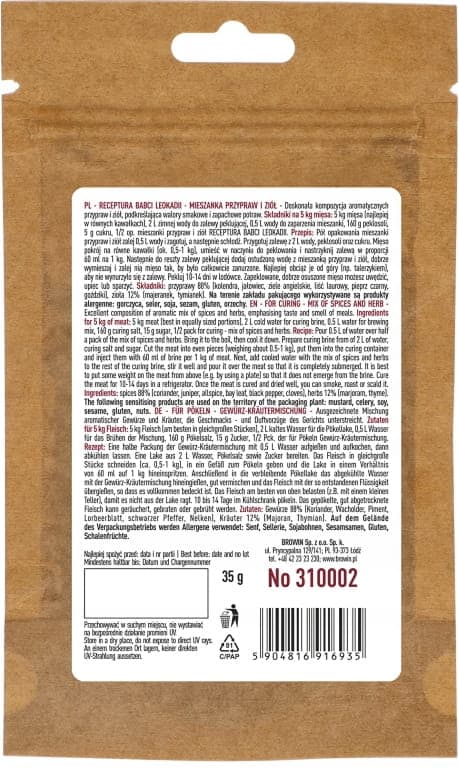 PL - RECEPTURA BABCI LEOKADII - MIESZANKA PRZYPRAW I ZIÓŁ - Doskonała kompozycja aromatycznych
przypraw i ziół, podkreślająca walory smakowe i zapachowe potraw. Składniki na 5 kg mięsa: 5 kg mięsa (najlepiej
w równych kawałkach), 2 L zimnej wody do zalewy peklującej, 0,5 L wody do zaparzenia mieszanki, 160 g peklosoli,
5 g cukru, 1/2 op. mieszanki przypraw i ziół RECEPTURA BABCI LEOKADII. Przepis: Pół opakowania mieszanki
przypraw i ziół zalej 0,5 L wody i zagotuj, a następnie schłodź. Przygotuj zalewę z 2 L wody, peklosoli oraz cukru. Mięso
pokrój na równe kawałki (ok. 0,5-1 kg), umieść w naczyniu do peklowania i nastrzyknij zalewą w proporcji
60 ml na 1 kg. Następnie do reszty zalewy peklującej dodaj ostudzoną wodę z mieszanką przypraw i ziół, dobrze
wymieszaj i zalej nią mięso tak, by było całkowicie zanurzone. Najlepiej obciąż je od góry (np. talerzykiem),
aby nie wynurzyło się z zalewy. Pekluj 10-14 dni w lodówce. Zapeklowane, dobrze osuszone mięso możesz uwędzić,
upiec lub sparzyć. Składniki: przyprawy 88% (kolendra, jałowiec, ziele angielskie, liść laurowy, pieprz czarny,
goździki), zioła 12% (majeranek, tymianek). Na terenie zakładu pakującego wykorzystywane są produkty
alergenne: gorczyca, seler, soja, sezam, gluten, orzechy. EN - FOR CURING - MIX OF SPICES AND HERB -
Excellent composition of aromatic mix of spices and herbs, emphasising taste and smell of meals. Ingredients
for 5 kg of meat: 5 kg meat (best in equally sized portions), 2 L cold water for curing brine, 0.5 L water for brewing
mix, 160 g curing salt, 15 g sugar, 1/2 pack for curing - mix of spices and herbs. Recipe: Pour 0.5 L of water over half
a pack of the mix of spices and herbs. Bring it to the boil, then cool it down. Prepare curing brine from of 2 L of water,
curing salt and sugar. Cut the meat into even pieces (weighing about 0.5-1 kg), put them into the curing container
and inject them with 60 ml of brine per 1 kg of meat. Next, add cooled water with the mix of spices and herbs
to the rest of the curing brine, stir it well and pour it over the meat so that it is completely submerged. It is best
to put some weight on the meat from above (e.g. by using a plate) so that it does not emerge from the brine. Cure
the meat for 10-14 days in a refrigerator. Once the meat is cured and dried well, you can smoke, roast or scald it.
Ingredients: spices 88% (coriander, juniper, allspice, bay leaf, black pepper, cloves), herbs 12% (marjoram, thyme).
The following sensitising products are used on the territory of the packaging plant: mustard, celery, soy,
sesame, gluten, nuts. DE - FÜR PÖKELN - GEWÜRZ-KRÄUTERMISCHUNG - Ausgezeichnete Mischung
aromatischer Gewürze und Kräuter, die Geschmacks - und Duftvorzüge des Gerichts unterstreicht. Zutaten
für 5 kg Fleisch: 5 kg Fleisch (am besten in gleichgroßen Stücken), 2 L kaltes Wasser für die Pökellake, 0,5 L Wasser
für das Brühen der Mischung, 160 g Pökelsalz, 15 g Zucker, 1/2 Pck. der für Pökeln Gewürz-Kräutermischung.
Rezept: Eine halbe Packung der Gewürz-Kräutermischung mit 0,5 L Wasser aufgießen und aufkochen, dann
abkühlen lassen. Eine Lake aus 2 L Wasser, Pökelsalz sowie Zucker bereiten. Das Fleisch in gleichgroße
Stücke schneiden (ca. 0,5-1 kg), in ein Gefäß zum Pökeln geben und die Lake in einem Verhältnis
von 60 ml auf 1 kg hineinspritzen. Anschließend in die verbleibende Pökellake das abgekühlte Wasser
mit der Gewürz-Kräutermischung hineingießen, gut vermischen und das Fleisch mit der so entstandenen Flüssigkeit
übergießen, so dass es vollkommen bedeckt ist. Das Fleisch am besten von oben belasten (z.B. mit einem kleinen
Teller), damit es nicht aus der Lake ragt. 10 bis 14 Tage im Kühlschrank pökeln. Das gepökelte, gut abgetrocknete
Fleisch kann geräuchert, gebraten oder gebrüht werden. Zutaten: Gewürze 88% (Koriander, Wacholder, Piment,
Lorbeerblatt, schwarzer Pfeffer, Nelken), Kräuter 12% (Majoran, Thymian). Auf dem Gelände
des Verpackungsbetriebs werden Allergene verwendet: Senf, Sellerie, Sojabohnen, Sesamsamen, Gluten,
Schalenfrüchte.
BROWIN Sp. z o.o. Sp. k.
ul. Pryncypalna 129/141; PL 93-373 Łódź
tel. +48 42 23 23 230; www.browin.pl
Najlepiej spożyć przed: data i nr partii | Best before: date and no lot
Mindestens haltbar bis: Datum und Chargennummer
35 g
No 310002
Przechowywać w suchym miejscu, nie wystawiać
na bezpośrednie działanie promieni UV.
Store in a dry place, do not expose to direct UV rays.
An einem trockenen Ort lagern, keiner direkten
UV-Strahlung aussetzen.
81
C/PAP
5 904816 916935